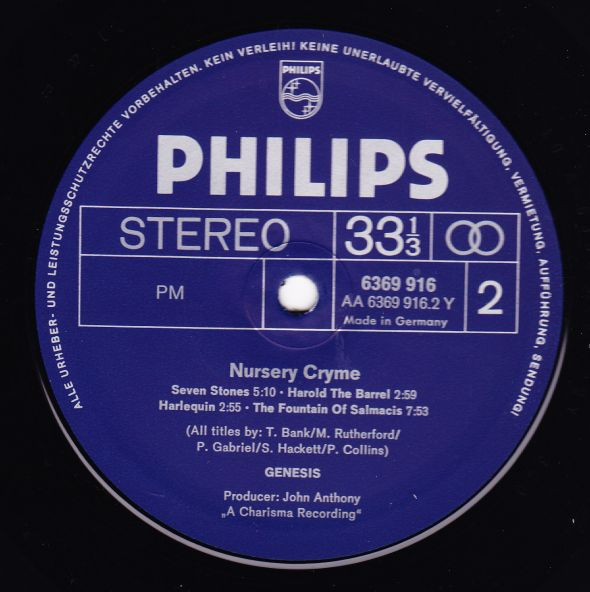 ALLE URHEBER- UND LEISTUNGSSCHUTZRECHTE VORBEHALTEN. KEIN VERLEIH! KEINE UNERLAUBTE VERVIELFÄLTIGUNG, VERMIETUNG, AUFFÜHRUNG, SENDUNG!
PHILIPS
PHILIPS
STEREO 33 1/3
PM 6369 916 2
AA 6369 916.2 Y
Made in Germany
Nursery Cryme
Seven Stones 5:10 · Harold The Barrel 2:59
Harlequin 2:55 · The Fountain Of Salmacis 7:53
(All titles by: T. Bank/M. Rutherford/
P. Gabriel/S. Hackett/P. Collins)
GENESIS
Producer: John Anthony
„A Charisma Recording“